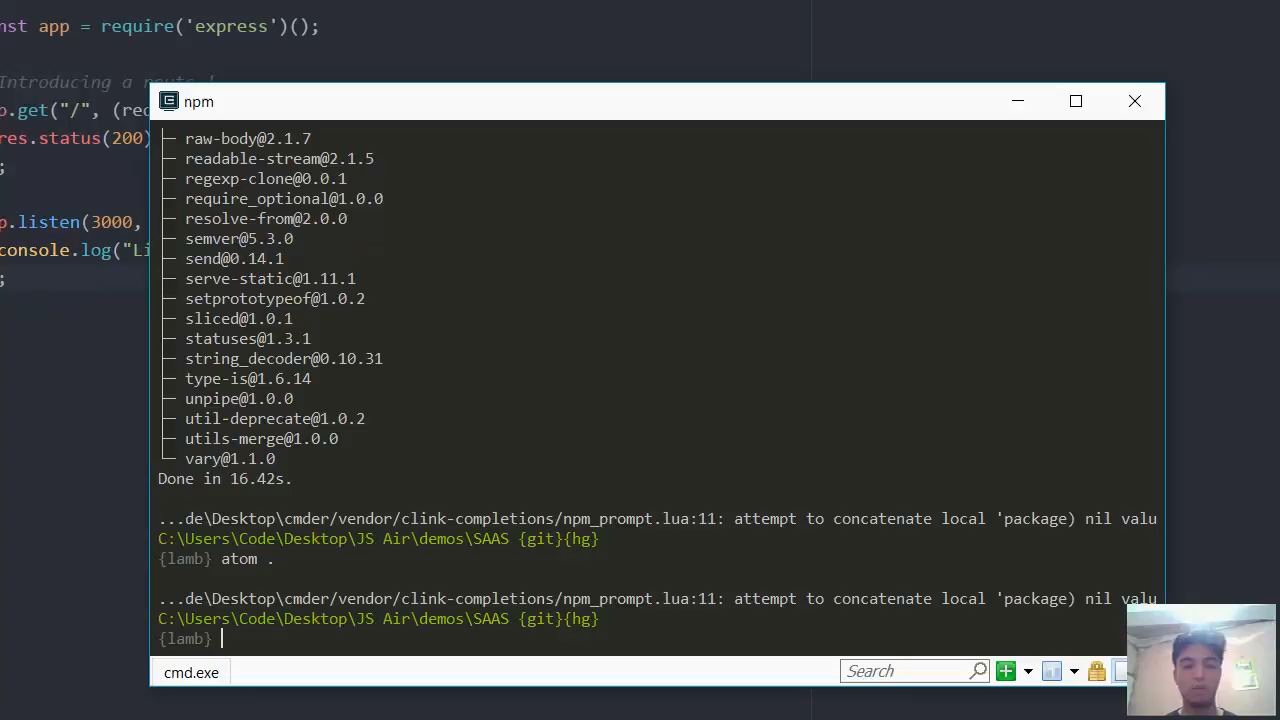 nst app = require('express')();
Introducing a route !
p.get("/", (req
res.status(200)
;
p.listen(3000,
console.log("Li
;
npm
raw-body@2.1.7
readable-stream@2.1.5
regexp-clone@0.0.1
require_optional@1.0.0
resolve-from@2.0.0
semver@5.3.0
send@0.14.1
serve-static@1.11.1
setprototypeof@1.0.2
sliced@1.0.1
statuses@1.3.1
string_decoder@0.10.31
type-is@1.6.14
unpipe@1.0.0
util-deprecate@1.0.2
utils-merge@1.0.0
vary@1.1.0
Done in 16.42s.
...de\Desktop\cmder/vendor/clink-completions/npm_prompt.lua:11: attempt to concatenate local 'package) nil valu
C:\Users\Code\Desktop\JS Air\demos\SAAS {git}{hg}
{lamb} atom .
...de\Desktop\cmder/vendor/clink-completions/npm_prompt.lua:11: attempt to concatenate local 'package) nil valu
C:\Users\Code\Desktop\JS Air\demos\SAAS {git}{hg}
{lamb}
cmd.exe
Search